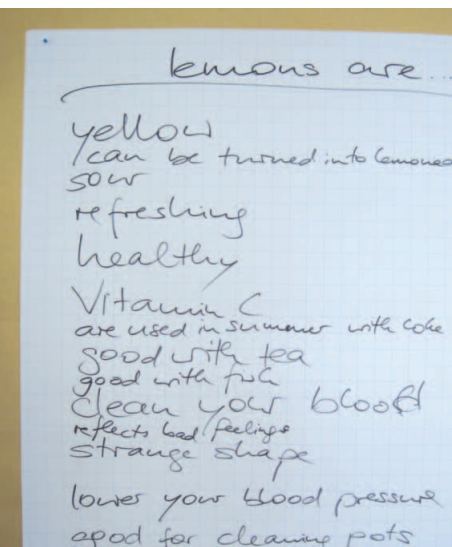 lemons are...
yellow
can be turned into lemonad
sour
refreshing
healthy
Vitamin C
are used in summer with coke
good with tea
good with fish
clean your blood
reflects bad feelings
strange shape
lower your blood pressure
good for cleaning pots